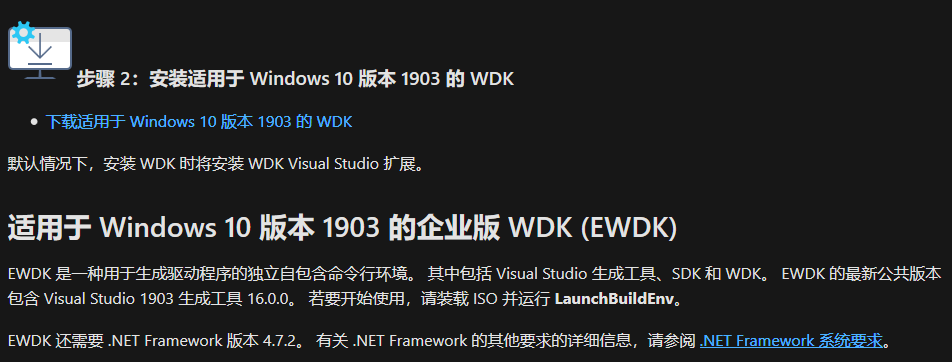 步骤 2：安装适用于 Windows 10 版本 1903 的 WDK
下载适用于 Windows 10 版本 1903 的 WDK
默认情况下，安装 WDK 时将安装 WDK Visual Studio 扩展。
适用于 Windows 10 版本 1903 的企业版 WDK (EWDK)
EWDK 是一种用于生成驱动程序的独立自包含命令行环境。 其中包括 Visual Studio 生成工具、SDK 和 WDK。 EWDK 的最新公共版本
包含 Visual Studio 1903 生成工具 16.0.0。 若要开始使用，请装载 ISO 并运行 LaunchBuildEnv。
EWDK 还需要 .NET Framework 版本 4.7.2。 有关 .NET Framework 的其他要求的详细信息，请参阅 .NET Framework 系统要求。